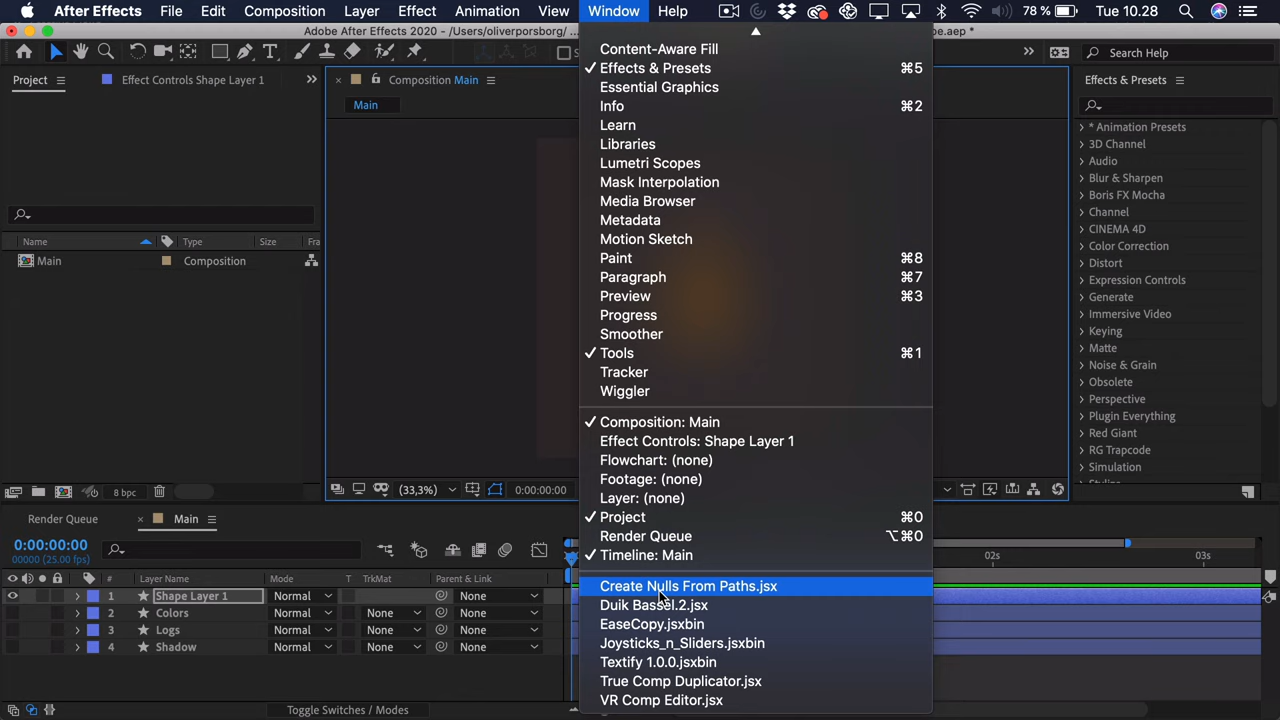 After Effects File Edit Composition Layer Effect Animation View Window Help 78 % Tue 10.28
Adobe After Effects 2020 - /Users/oliverporsborg/ ... be.aep *
Search Help
Project Effect Controls Shape Layer 1
Composition Main
Main
Name Type Size Fra
Main Composition
8 bpc
(33,3%) 0:00:00:00
Content-Aware Fill
Effects & Presets ⌘5
Essential Graphics
Info ⌘2
Learn
Libraries
Lumetri Scopes
Mask Interpolation
Media Browser
Metadata
Motion Sketch
Paint ⌘8
Paragraph ⌘7
Preview ⌘3
Progress
Smoother
Tools ⌘1
Tracker
Wiggler
Composition: Main
Effect Controls: Shape Layer 1
Flowchart: (none)
Footage: (none)
Layer: (none)
Project ⌘0
Render Queue ⌥⌘0
Timeline: Main
Create Nulls From Paths.jsx
Duik Bassel.2.jsx
EaseCopy.jsxbin
Joysticks_n_Sliders.jsxbin
Textify 1.0.0.jsxbin
True Comp Duplicator.jsx
VR Comp Editor.jsx
Effects & Presets
* Animation Presets
3D Channel
Audio
Blur & Sharpen
Boris FX Mocha
Channel
CINEMA 4D
Color Correction
Distort
Expression Controls
Generate
Immersive Video
Keying
Matte
Noise & Grain
Obsolete
Perspective
Plugin Everything
Red Giant
RG Trapcode
Simulation
Render Queue Main
0:00:00:00
00000 (25.00 fps)
02s 03s
# Layer Name Mode T TrkMat Parent & Link
1 Shape Layer 1 Normal None
2 Colors Normal None None
3 Logs Normal None None
4 Shadow Normal None None
Toggle Switches / Modes